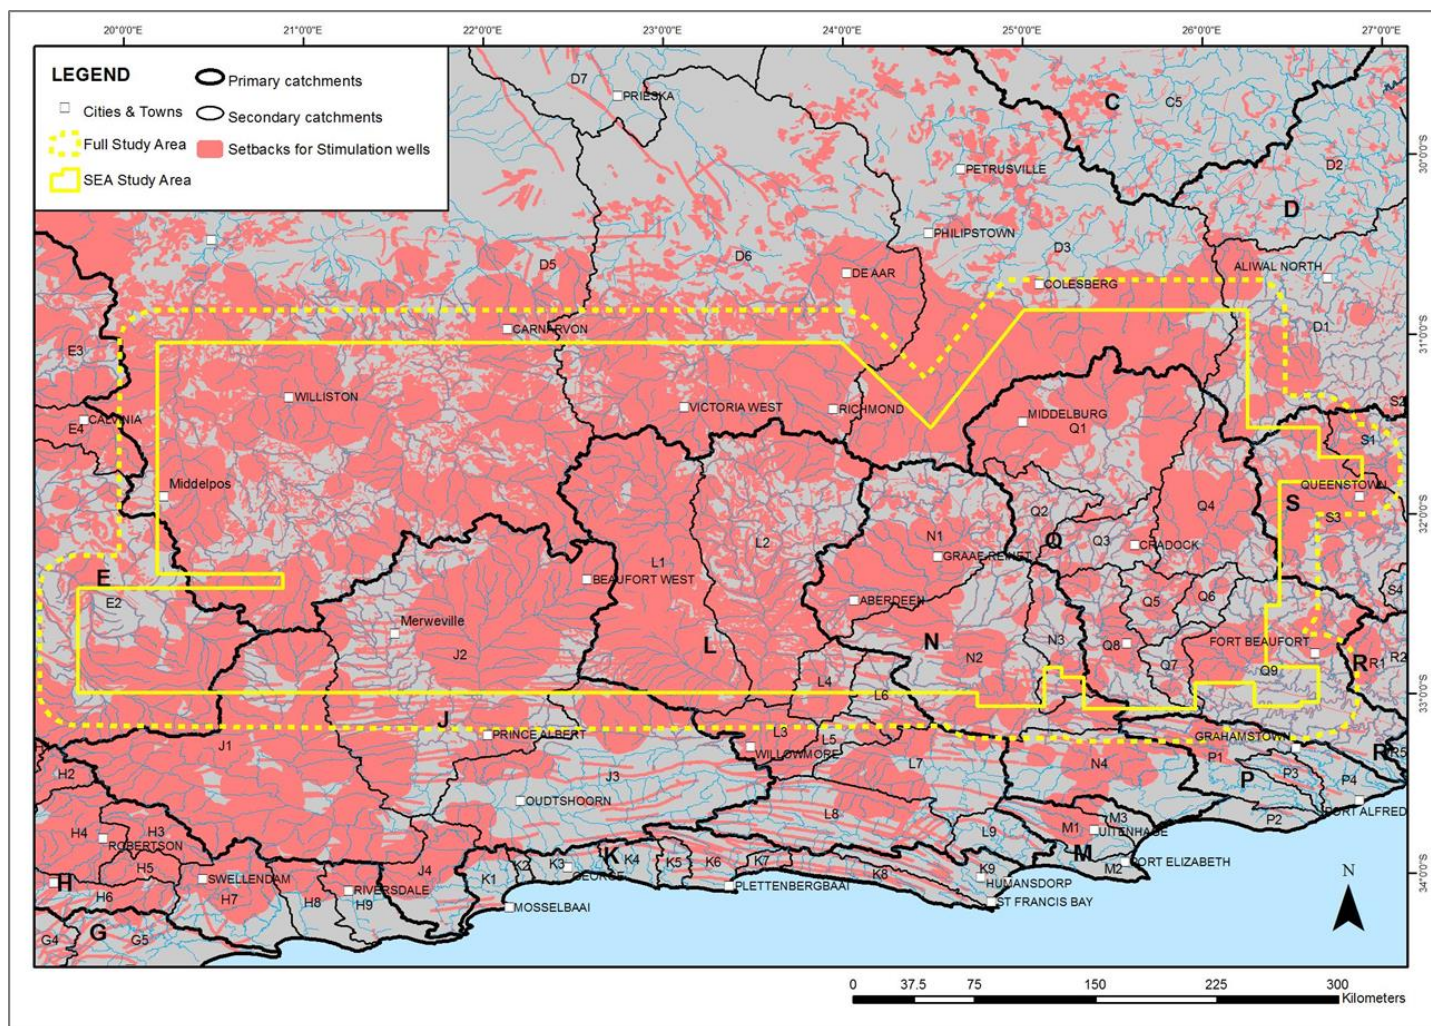 20°0'0"E 21°0'0"E 22°0'0"E 23°0'0"E 24°0'0"E 25°0'0"E 26°0'0"E 27°0'0"E
LEGEND
Cities & Towns
Full Study Area
SEA Study Area
Primary catchments
Secondary catchments
Setbacks for Stimulation wells
D7
PRIESKA
C
C5
30°0'0"S
PETRUSVILLE
D2
D
PHILIPSTOWN
D3
D5
D6
DE AAR
ALIWAL NORTH
COLESBERG
CARNARVON
D1
31°0'0"S
E3
WILLISTON
VICTORIA WEST
RICHMOND
MIDDELBURG
Q1
S2
CALVINIA
E4
S1
Middelpos
QUEENSTOWN
S
S3
Q2
Q4
32°0'0"S
N1
Q
Q3
CRADOCK
GRAAF-REINET
L1
L2
BEAUFORT WEST
E
E2
ABERDEEN
Q5
Q6
S4
Merweville
J2
L
N
N2
N3
Q8
Q7
FORT BEAUFORT
Q9
R
R1
R2
L4
L6
33°0'0"S
J
PRINCE ALBERT
L3
L5
WILLOWMORE
GRAHAMSTOWN
J1
H2
J3
L7
N4
P1
P
P3
P4
R
R5
OUDTSHOORN
L8
P2
PORT ALFRED
H4
H3
ROBERTSON
L9
M1
M3
UITENHAGE
M
M2
PORT ELIZABETH
H5
H
H6
SWELLENDAM
H7
H8
RIVERSDALE
H9
J4
K1
K2
K3
GEORGE
K
K4
K5
K6
K7
K8
K9
HUMANSDORP
34°0'0"S
PLETTENBERGBAAI
ST FRANCIS BAY
MOSSELBAAI
G4
G
G5
N
0 37.5 75 150 225 300
Kilometers